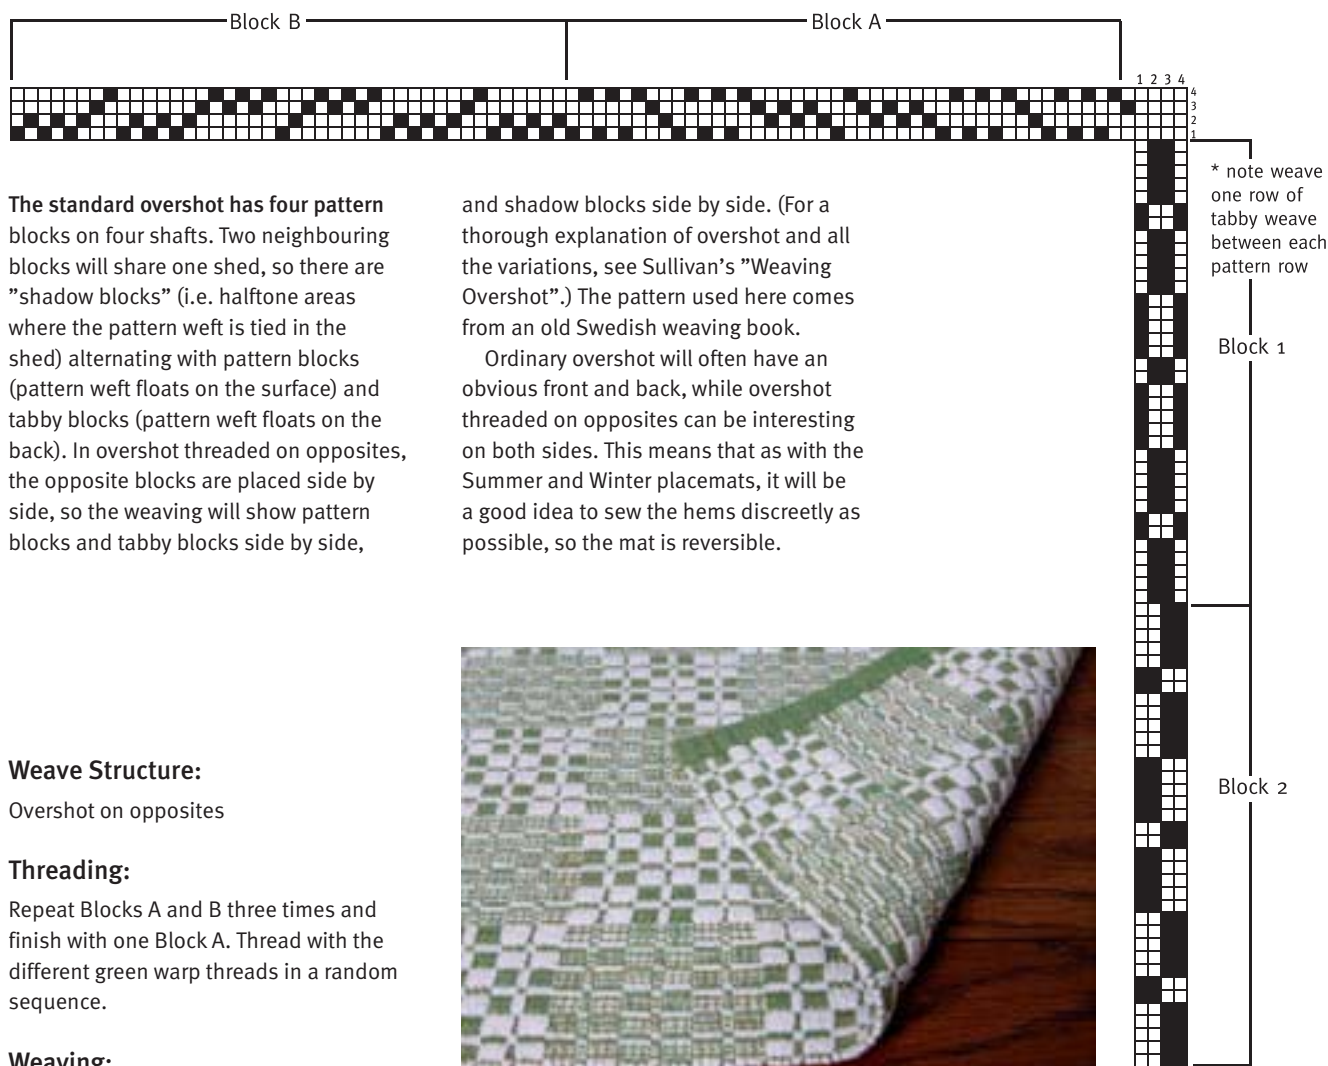 Block B
Block A
1 2 3 4
4
3
2
1
* note weave
one row of
tabby weave
between each
pattern row
Block 1
Block 2
The standard overshot has four pattern
blocks on four shafts. Two neighbouring
blocks will share one shed, so there are
”shadow blocks” (i.e. halftone areas
where the pattern weft is tied in the
shed) alternating with pattern blocks
(pattern weft floats on the surface) and
tabby blocks (pattern weft floats on the
back). In overshot threaded on opposites,
the opposite blocks are placed side by
side, so the weaving will show pattern
blocks and tabby blocks side by side,
and shadow blocks side by side. (For a
thorough explanation of overshot and all
the variations, see Sullivan’s ”Weaving
Overshot”.) The pattern used here comes
from an old Swedish weaving book.
Ordinary overshot will often have an
obvious front and back, while overshot
threaded on opposites can be interesting
on both sides. This means that as with the
Summer and Winter placemats, it will be
a good idea to sew the hems discreetly as
possible, so the mat is reversible.
Weave Structure:
Overshot on opposites
Threading:
Repeat Blocks A and B three times and
finish with one Block A. Thread with the
different green warp threads in a random
sequence.
Weaving: